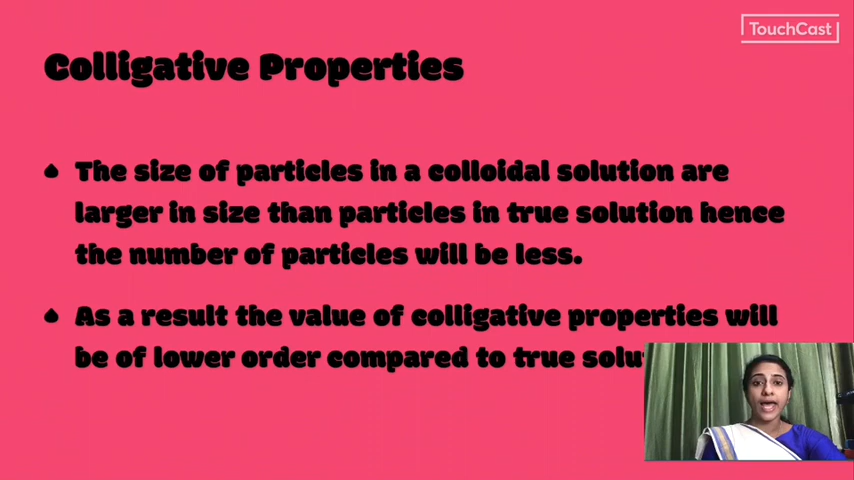 TouchCast
Colligative Properties
The size of particles in a colloidal solution are
larger in size than particles in true solution hence
the number of particles will be less.
As a result the value of colligative properties will
be of lower order compared to true